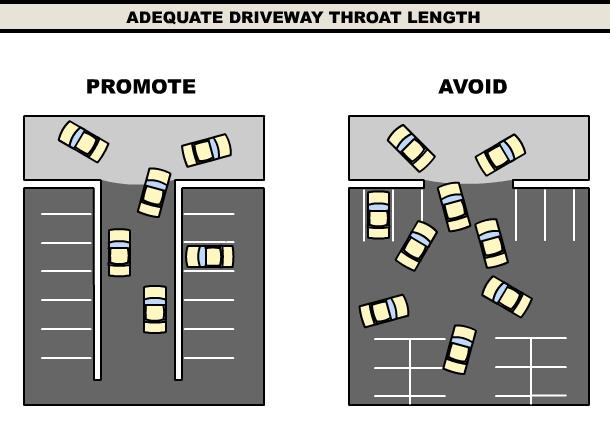 ADEQUATE DRIVEWAY THROAT LENGTH
PROMOTE
AVOID